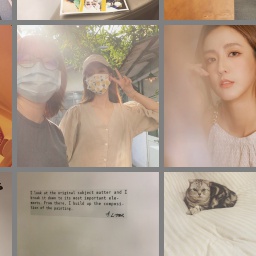 I look at the original subject matter and I
break it down to its most important ele-
ments. From there, I build up the composi-
tion of the painting.